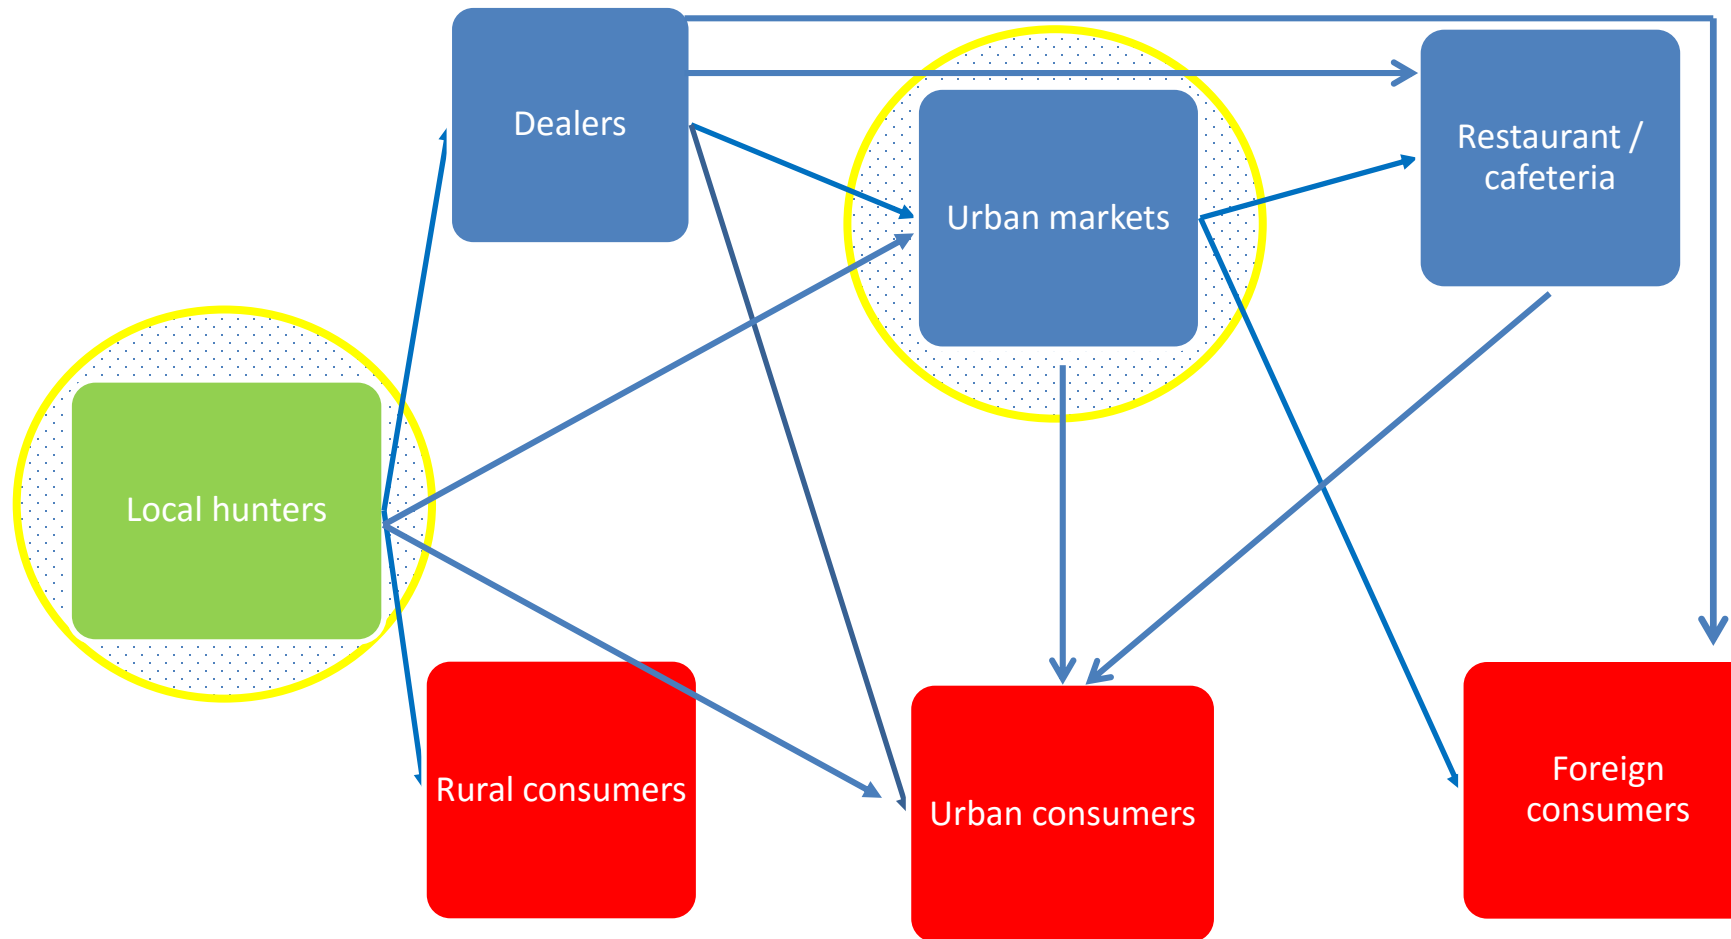 Dealers
Urban markets
Restaurant /
cafeteria
Local hunters
Rural consumers
Urban consumers
Foreign
consumers